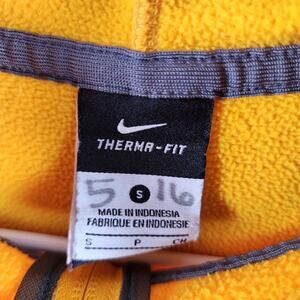 THERMA-FIT
5 S 16
MADE IN INDONESIA
FABRIQUE EN INDONESIE
S P CH